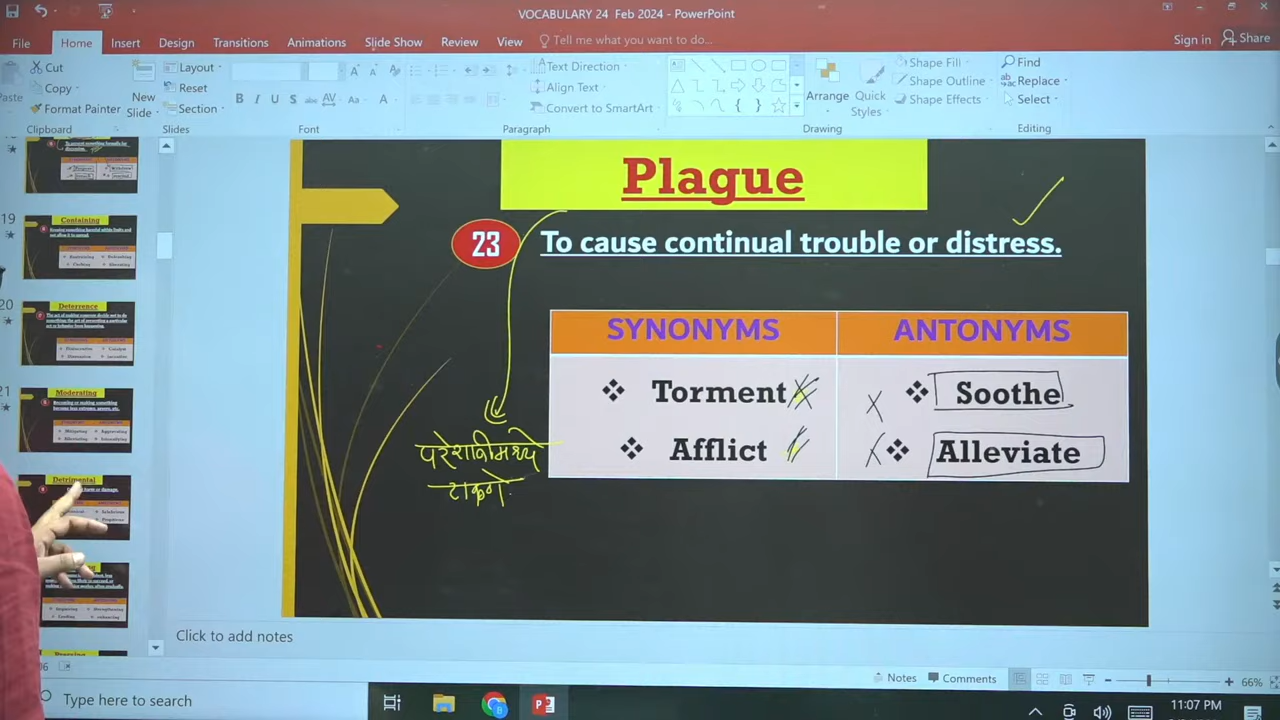 VOCABULARY 24 Feb 2024 - PowerPoint
File Home Insert Design Transitions Animations Slide Show Review View Tell me what you want to do... Sign in Share
Cut Layout Text Direction Shape Fill Find
Paste Copy New Slide Reset Align Text Arrange Quick Styles Shape Outline Replace
Format Painter Section Convert to SmartArt Shape Effects Select
Clipboard Slides Font Paragraph Drawing Editing
Plague
23 To cause continual trouble or distress.
SYNONYMS ANTONYMS
Torment Soothe
Afflict Alleviate
परेशानीमध्ये
टाकणे.
19 Containing
20 Deterrence
21 Moderating
Detrimental
Click to add notes
Notes Comments 66%
Type here to search
11:07 PM